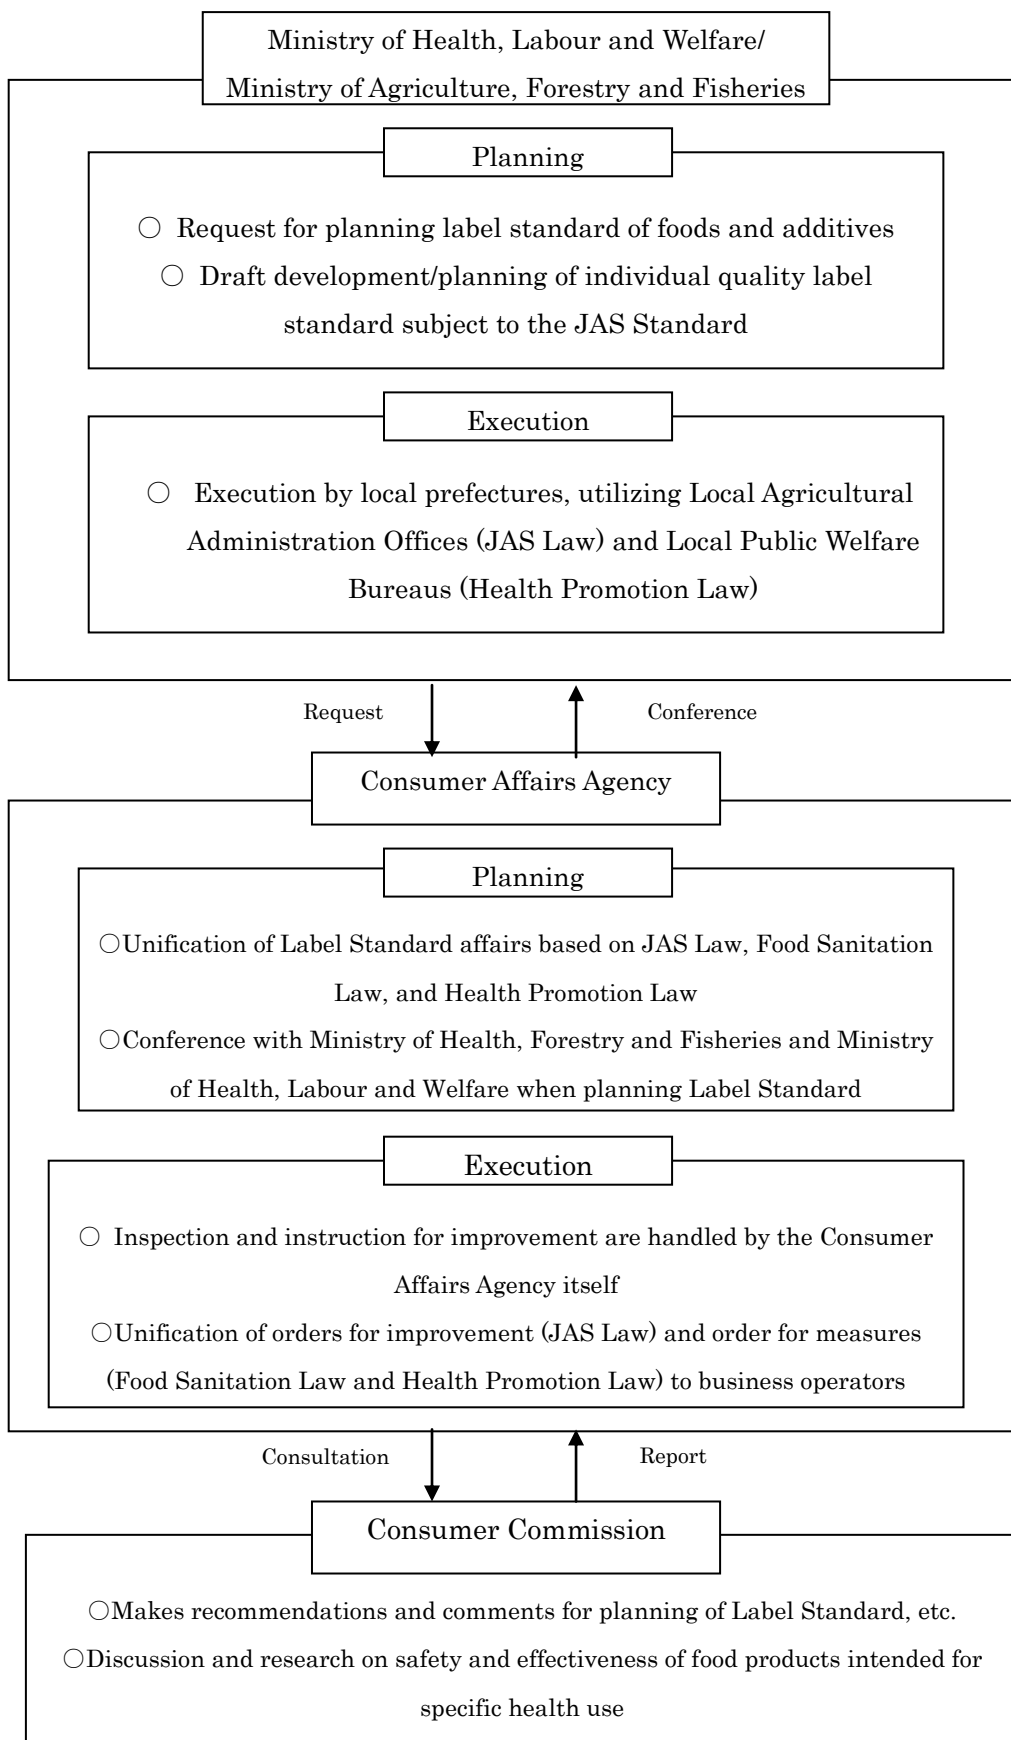 Ministry of Health, Labour and Welfare/
Ministry of Agriculture, Forestry and Fisheries
Planning
○ Request for planning label standard of foods and additives
○ Draft development/planning of individual quality label
standard subject to the JAS Standard
Execution
○ Execution by local prefectures, utilizing Local Agricultural
Administration Offices (JAS Law) and Local Public Welfare
Bureaus (Health Promotion Law)
Request
Conference
Consumer Affairs Agency
Planning
○Unification of Label Standard affairs based on JAS Law, Food Sanitation
Law, and Health Promotion Law
○Conference with Ministry of Health, Forestry and Fisheries and Ministry
of Health, Labour and Welfare when planning Label Standard
Execution
○ Inspection and instruction for improvement are handled by the Consumer
Affairs Agency itself
○Unification of orders for improvement (JAS Law) and order for measures
(Food Sanitation Law and Health Promotion Law) to business operators
Consultation
Report
Consumer Commission
○Makes recommendations and comments for planning of Label Standard, etc.
○Discussion and research on safety and effectiveness of food products intended for
specific health use